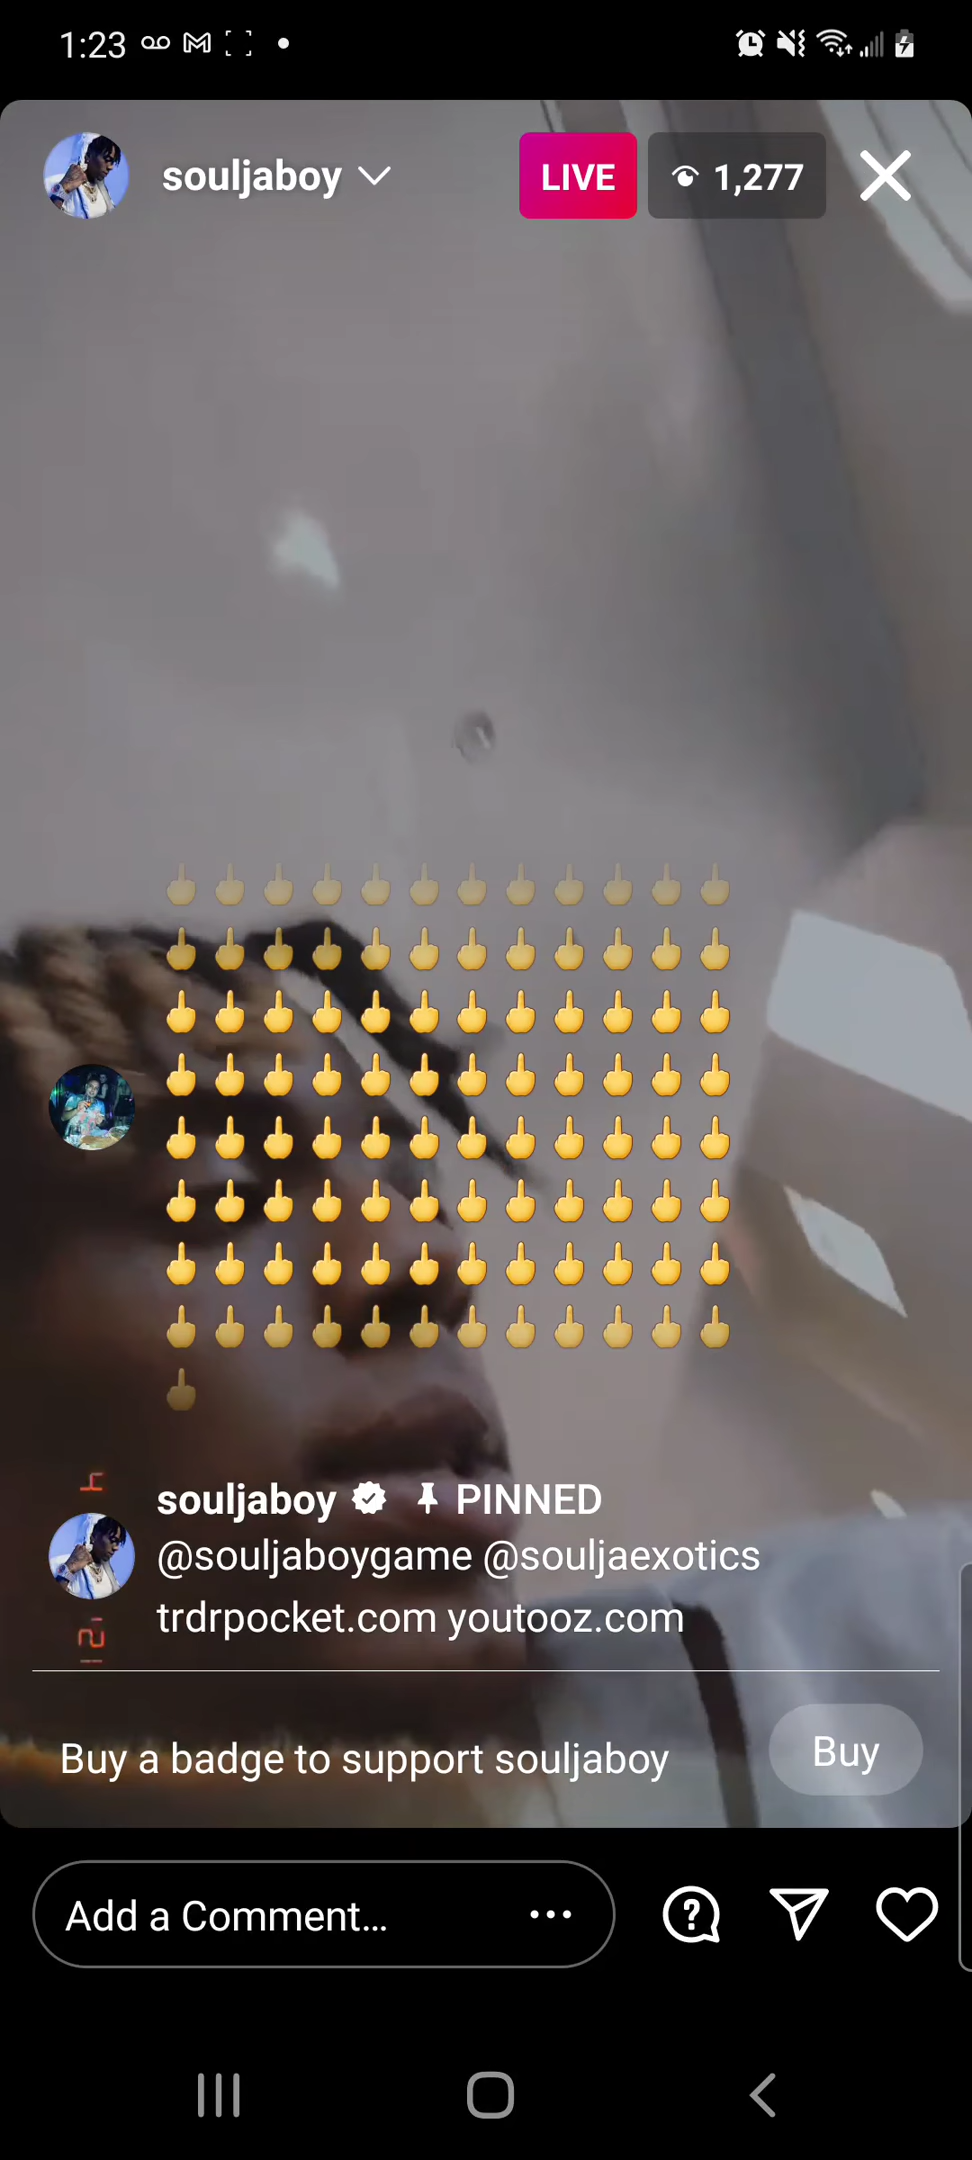 1:23
souljaboy
LIVE
1,277
🖕🖕🖕🖕🖕🖕🖕🖕🖕🖕🖕🖕
🖕🖕🖕🖕🖕🖕🖕🖕🖕🖕🖕🖕
🖕🖕🖕🖕🖕🖕🖕🖕🖕🖕🖕🖕
🖕🖕🖕🖕🖕🖕🖕🖕🖕🖕🖕🖕
🖕🖕🖕🖕🖕🖕🖕🖕🖕🖕🖕🖕
🖕🖕🖕🖕🖕🖕🖕🖕🖕🖕🖕🖕
🖕🖕🖕🖕🖕🖕🖕🖕🖕🖕🖕🖕
🖕🖕🖕🖕🖕🖕🖕🖕🖕🖕🖕🖕
🖕
souljaboy PINNED
@souljaboygame @souljaexotics
trdrpocket.com youtooz.com
Buy a badge to support souljaboy
Buy
Add a Comment...